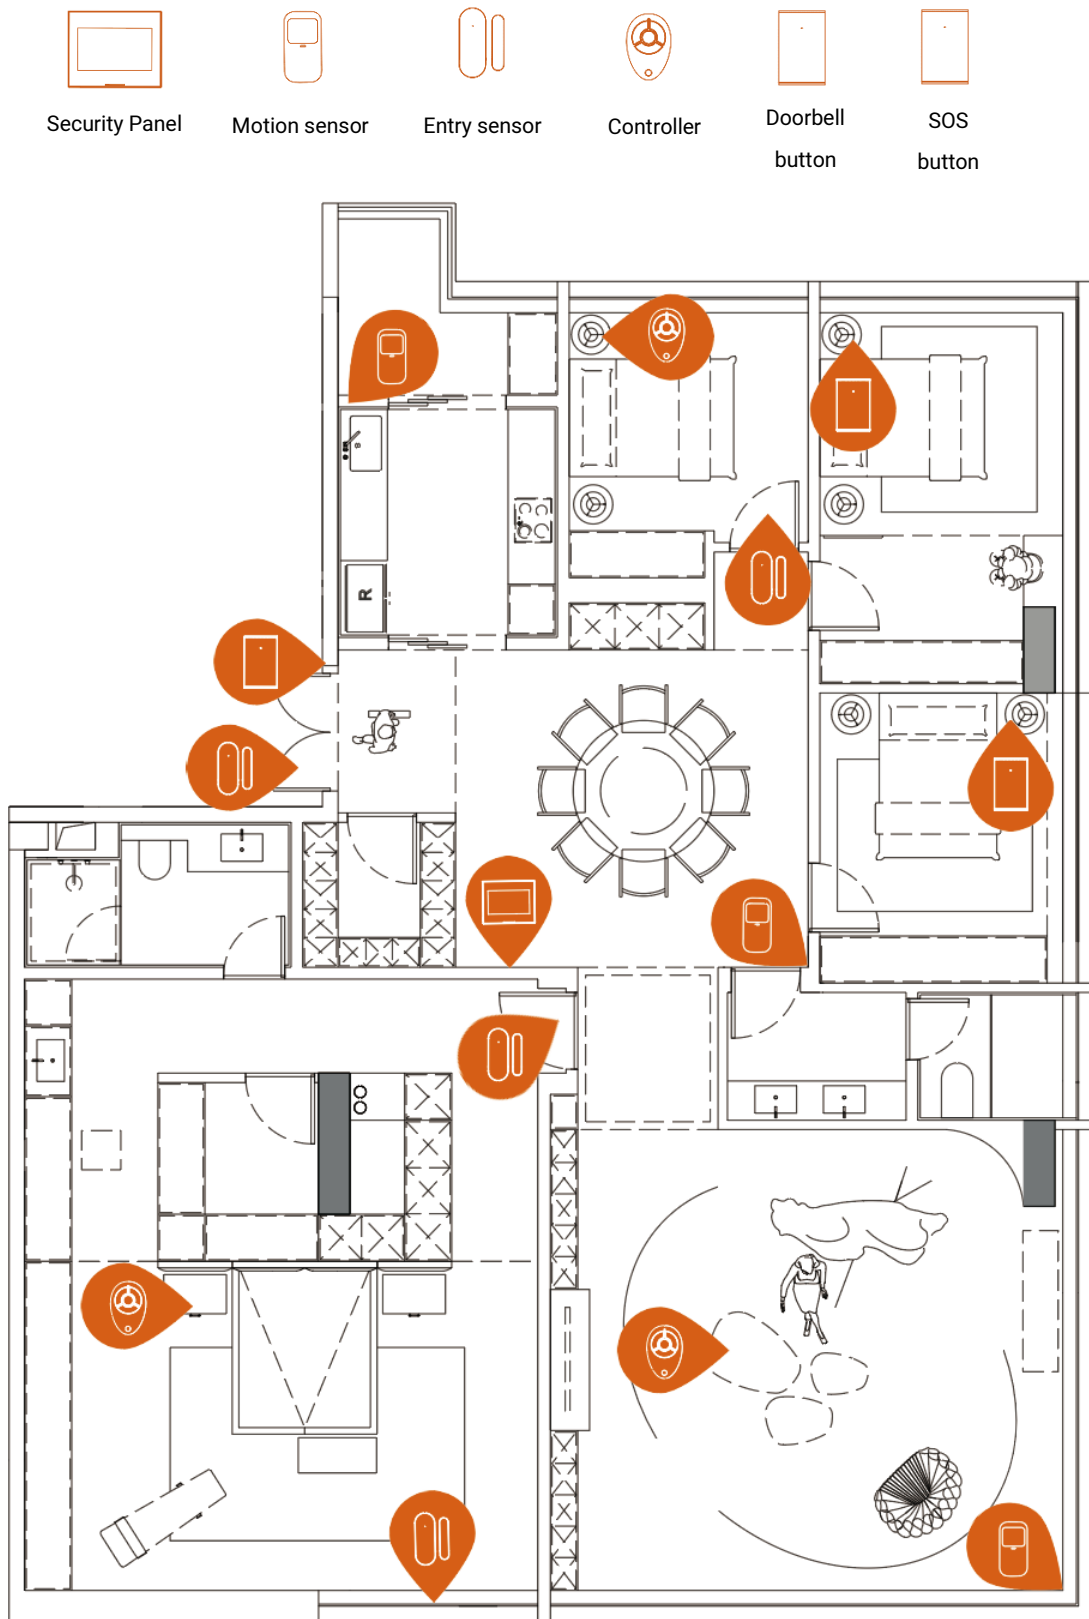 Security Panel
Motion sensor
Entry sensor
Controller
Doorbell
button
SOS
button
R